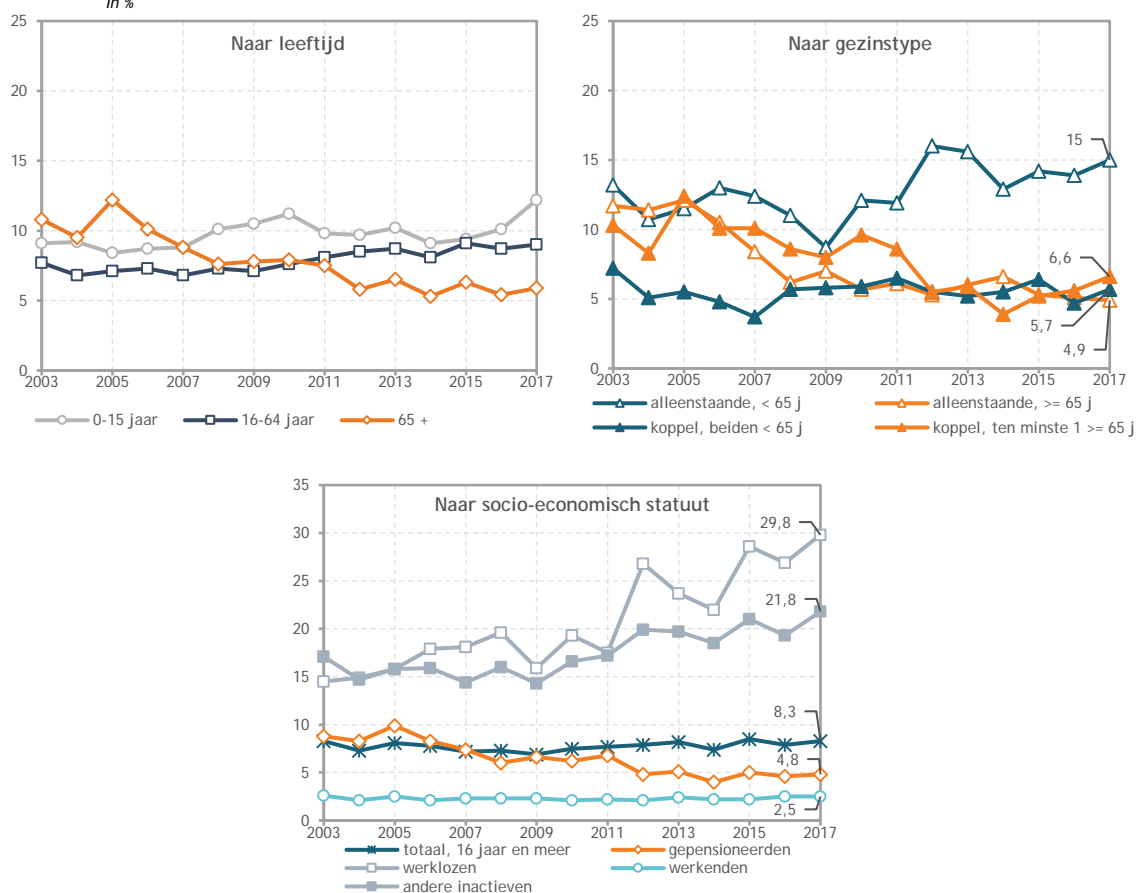 in %
Naar leeftijd
25
20
15
10
5
0
2003 2005 2007 2009 2011 2013 2015 2017
0-15 jaar 16-64 jaar 65 +
Naar gezinstype
25
20
15
10
5
0
15
6,6
5,7
4,9
2003 2005 2007 2009 2011 2013 2015 2017
alleenstaande, < 65 j alleenstaande, >= 65 j
koppel, beiden < 65 j koppel, ten minste 1 >= 65 j
Naar socio-economisch statuut
35
30
25
20
15
10
5
0
29,8
21,8
8,3
4,8
2,5
2003 2005 2007 2009 2011 2013 2015 2017
totaal, 16 jaar en meer gepensioneerden
werklozen werkenden
andere inactieven